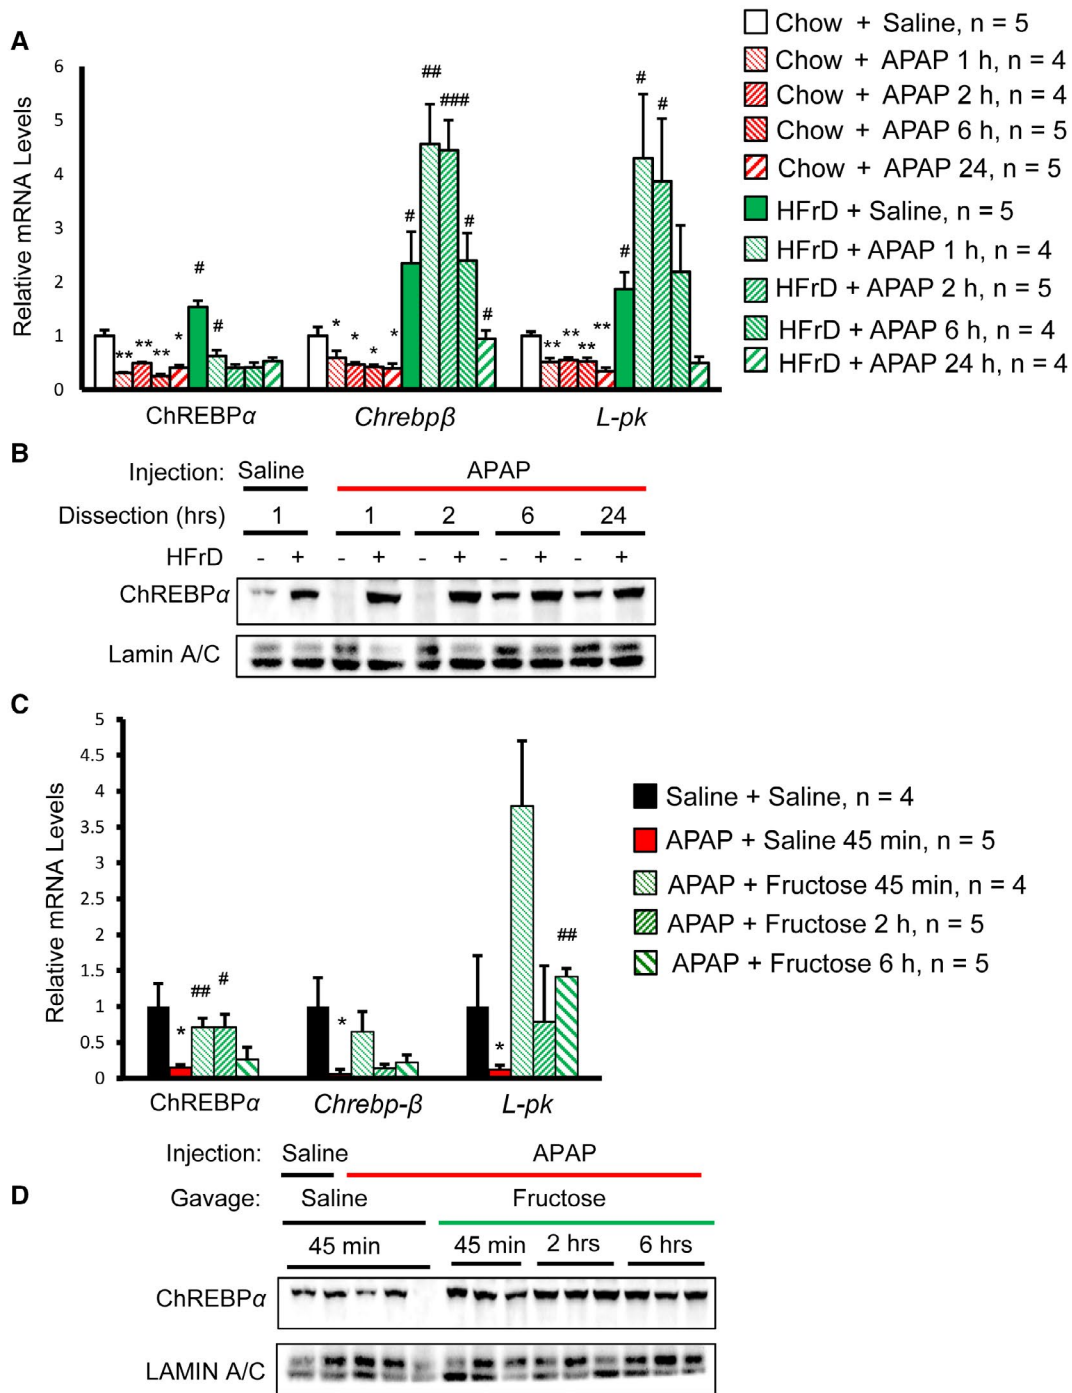 A
Relative mRNA Levels
6
5
4
3
2
1
0
** ** ** *
#
#
* * * *
#
##
###
#
#
** ** ** **
#
#
#
ChREBPα
Chrebpβ
L-pk
Chow + Saline, n = 5
Chow + APAP 1 h, n = 4
Chow + APAP 2 h, n = 4
Chow + APAP 6 h, n = 5
Chow + APAP 24, n = 5
HFrD + Saline, n = 5
HFrD + APAP 1 h, n = 4
HFrD + APAP 2 h, n = 5
HFrD + APAP 6 h, n = 4
HFrD + APAP 24 h, n = 4
B
Injection: Saline APAP
Dissection (hrs) 1 1 2 6 24
HFrD - + - + - + - + - +
ChREBPα
Lamin A/C
C
Relative mRNA Levels
5
4.5
4
3.5
3
2.5
2
1.5
1
0.5
0
*
##
#
*
*
##
ChREBPα
Chrebp-β
L-pk
Saline + Saline, n = 4
APAP + Saline 45 min, n = 5
APAP + Fructose 45 min, n = 4
APAP + Fructose 2 h, n = 5
APAP + Fructose 6 h, n = 5
D
Injection: Saline APAP
Gavage: Saline Fructose
45 min 45 min 2 hrs 6 hrs
ChREBPα
LAMIN A/C